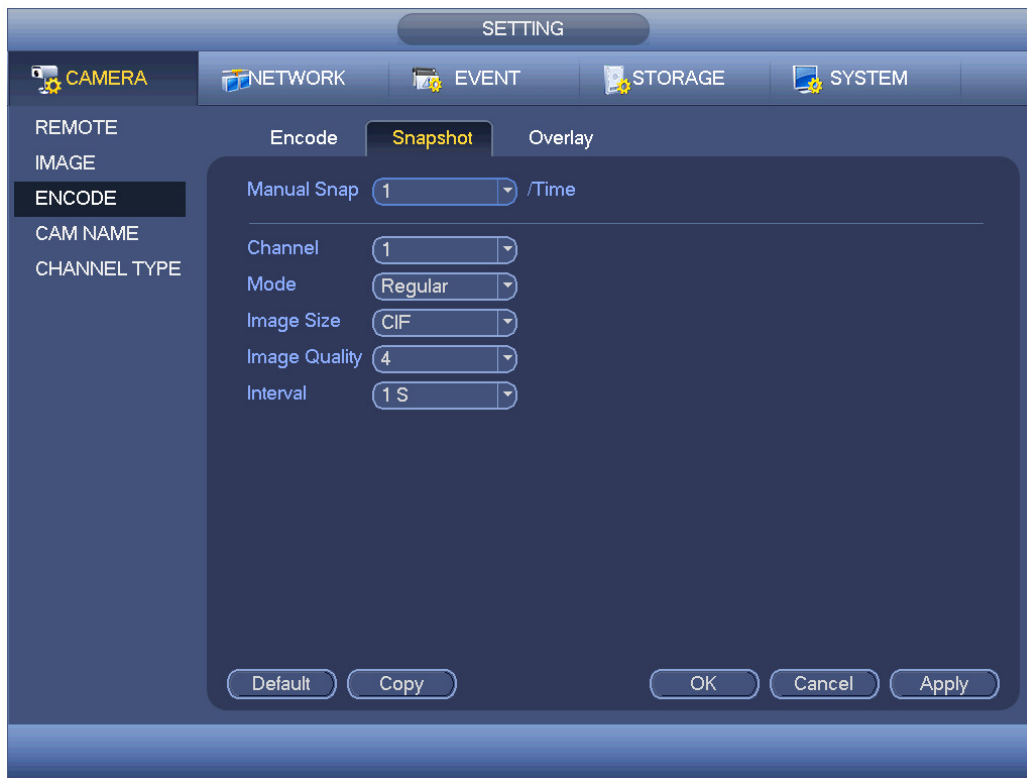 SETTING
CAMERA NETWORK EVENT STORAGE SYSTEM
REMOTE
IMAGE
ENCODE
CAM NAME
CHANNEL TYPE
Encode Snapshot Overlay
Manual Snap 1 /Time
Channel 1
Mode Regular
Image Size CIF
Image Quality 4
Interval 1 S
Default Copy OK Cancel Apply